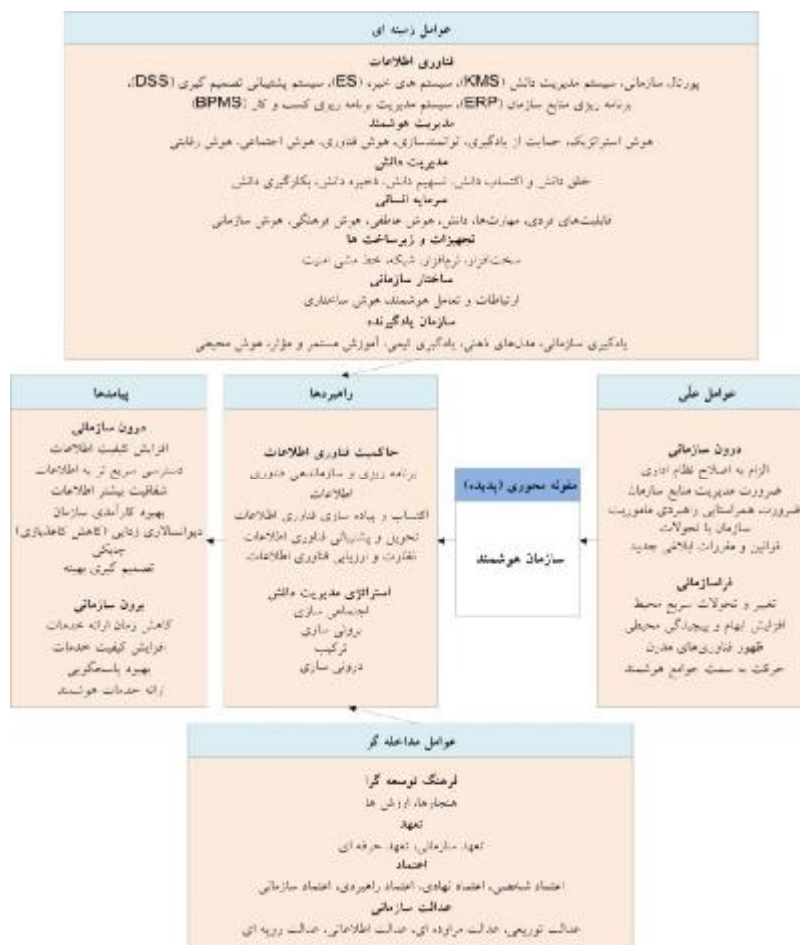 عوامل زمینه ای
فناوری اطلاعات
پورتال سازمانی، سیستم مدیریت دانش (KMS)، سیستم های خبره (ES)، سیستم پشتیبانی تصمیم گیری (DSS)،
برنامه ریزی منابع سازمان (ERP)، سیستم مدیریت برنامه ریزی کسب و کار (BPMS)
مدیریت هوشمند
هوش استراتژیک، حمایت از یادگیری، توانمندسازی، هوش فناوری، هوش اجتماعی، هوش رقابتی
مدیریت دانش
خلق دانش و اکتساب دانش، تسهیم دانش، ذخیره دانش، بکارگیری دانش
سرمایه انسانی
قابلیت‌های فردی، مهارت‌ها، دانش، هوش عاطفی، هوش فرهنگی، هوش سازمانی
تجهیزات و زیرساخت ها
سخت‌افزار، نرم‌افزار، شبکه، خط مشی امنیت
ساختار سازمانی
ارتباطات و تعامل هوشمند، هوش ساختاری
سازمان یادگیرنده
یادگیری سازمانی، مدل‌های ذهنی، یادگیری تیمی، آموزش مستمر و مؤثر، هوش محیطی
عوامل علّی
درون سازمانی
الزام به اصلاح نظام اداری
ضرورت مدیریت منابع سازمان
ضرورت همراستایی راهبردی ماموریت
سازمان با تحولات
قوانین و مقررات ابلاغی جدید
فراسازمانی
تغییر و تحولات سریع محیط
افزایش ابهام و پیچیدگی محیطی
ظهور فناوری‌های مدرن
حرکت به سمت جوامع هوشمند
مقوله محوری (پدیده)
سازمان هوشمند
راهبردها
حاکمیت فناوری اطلاعات
برنامه ریزی و سازماندهی فناوری
اطلاعات
اکتساب و پیاده سازی فناوری اطلاعات
تحویل و پشتیبانی فناوری اطلاعات
نظارت و ارزیابی فناوری اطلاعات
استراتژی مدیریت دانش
اجتماعی سازی
برونی سازی
ترکیب
درونی سازی
پیامدها
درون سازمانی
افزایش کیفیت اطلاعات
دسترسی سریع تر به اطلاعات
شفافیت بیشتر اطلاعات
بهبود کارآمدی سازمان
دیوانسالاری زدایی (کاهش کاغذبازی)
چابکی
تصمیم گیری بهینه
برون سازمانی
کاهش زمان ارائه خدمات
افزایش کیفیت خدمات
بهبود پاسخگویی
ارائه خدمات هوشمند
عوامل مداخله گر
فرهنگ توسعه گرا
هنجارها، ارزش ها
تعهد
تعهد سازمانی، تعهد حرفه ای
اعتماد
اعتماد شخصی، اعتماد نهادی، اعتماد راهبردی، اعتماد سازمانی
عدالت سازمانی
عدالت توزیعی، عدالت مراوده ای، عدالت اطلاعاتی، عدالت رویه ای